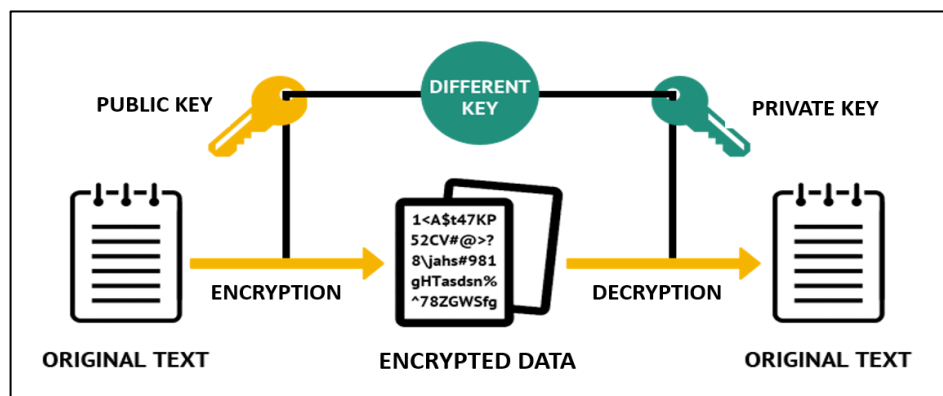 DIFFERENT
KEY
PUBLIC KEY
PRIVATE KEY
1<A$t47KP
52CV#@>?
8\jahs#981
gHTasdsn%
^78ZGWSfg
ENCRYPTION
DECRYPTION
ORIGINAL TEXT
ENCRYPTED DATA
ORIGINAL TEXT